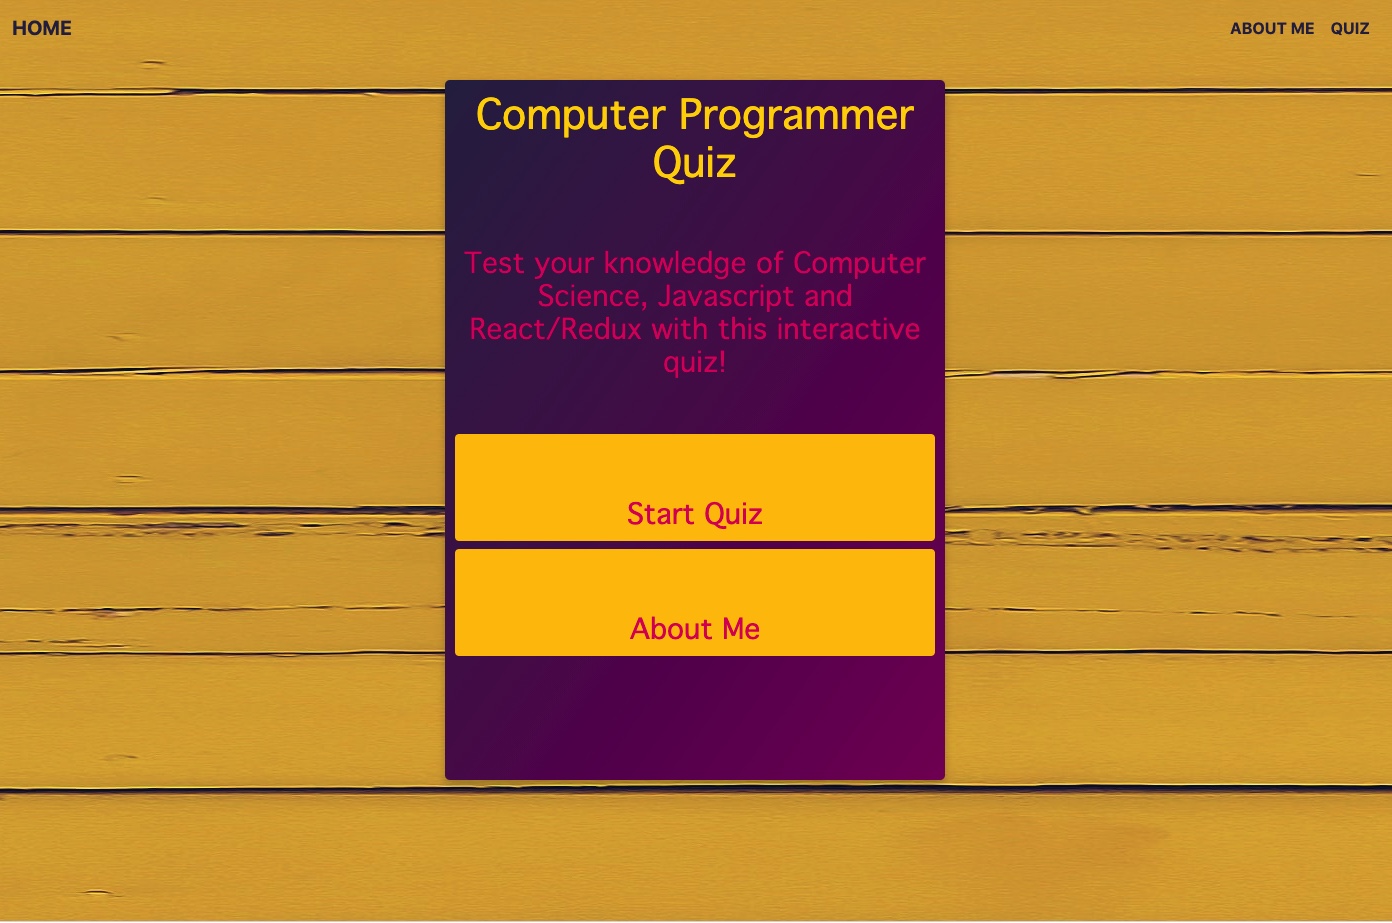 HOME
ABOUT ME QUIZ
Computer Programmer
Quiz
Test your knowledge of Computer
Science, Javascript and
React/Redux with this interactive
quiz!
Start Quiz
About Me